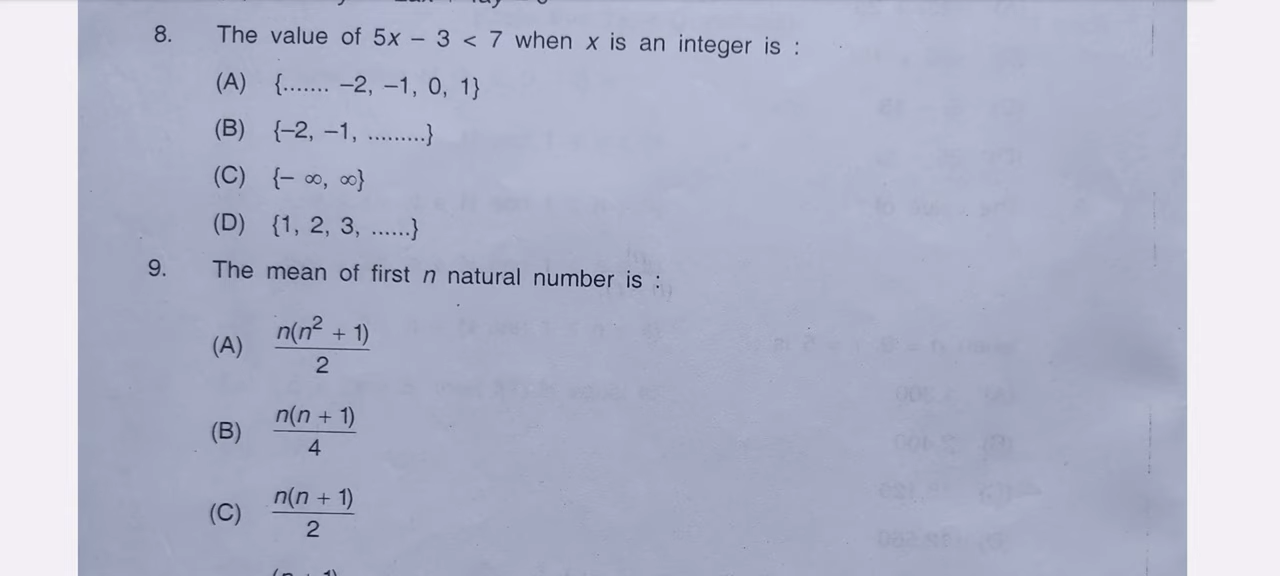 8. The value of 5x – 3 < 7 when x is an integer is :
(A) {....... –2, –1, 0, 1}
(B) {–2, –1, .........}
(C) {– ∞, ∞}
(D) {1, 2, 3, ......}
9. The mean of first n natural number is :
(A) n(n² + 1)
2
(B) n(n + 1)
4
(C) n(n + 1)
2